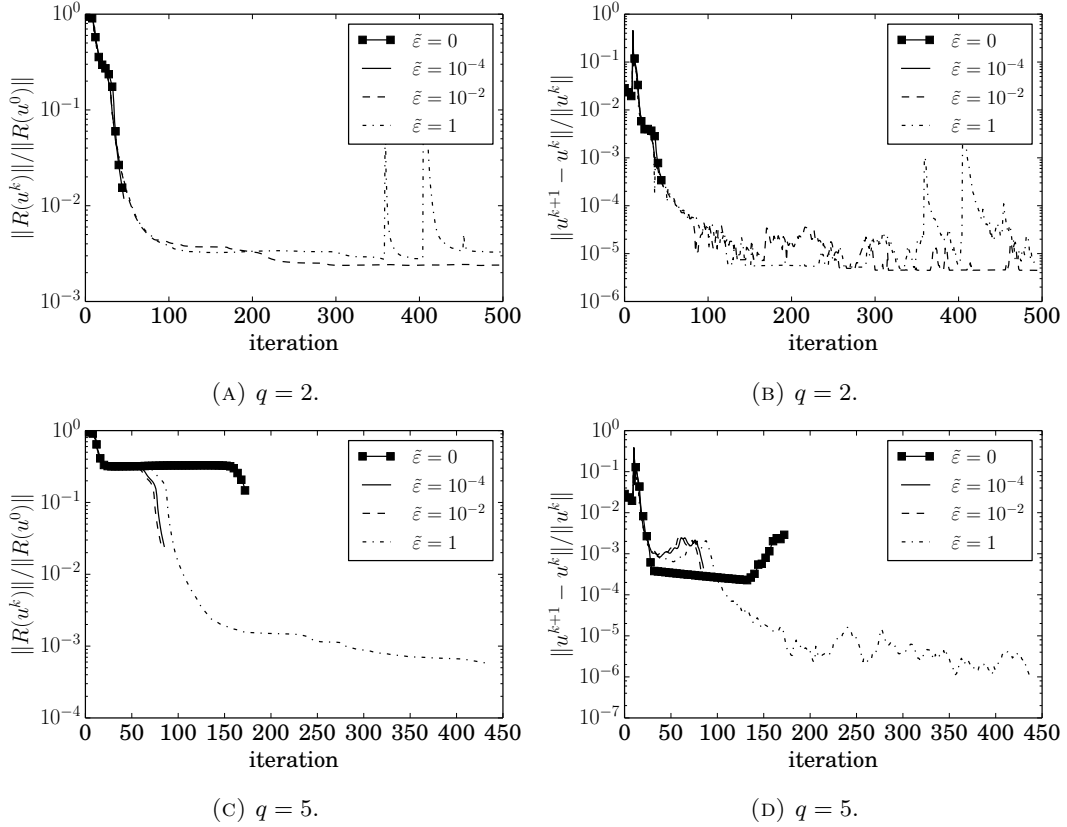 10^0
10^{-1}
10^{-2}
10^{-3}
||R(u^k)||/||R(u^0)||
0 100 200 300 400 500
iteration
ε̃ = 0
ε̃ = 10^{-4}
ε̃ = 10^{-2}
ε̃ = 1
(A) q = 2.
10^0
10^{-1}
10^{-2}
10^{-3}
10^{-4}
10^{-5}
10^{-6}
||u^{k+1} − u^k||/||u^k||
0 100 200 300 400 500
iteration
ε̃ = 0
ε̃ = 10^{-4}
ε̃ = 10^{-2}
ε̃ = 1
(B) q = 2.
10^0
10^{-1}
10^{-2}
10^{-3}
10^{-4}
||R(u^k)||/||R(u^0)||
0 50 100 150 200 250 300 350 400 450
iteration
ε̃ = 0
ε̃ = 10^{-4}
ε̃ = 10^{-2}
ε̃ = 1
(C) q = 5.
10^0
10^{-1}
10^{-2}
10^{-3}
10^{-4}
10^{-5}
10^{-6}
10^{-7}
||u^{k+1} − u^k||/||u^k||
0 50 100 150 200 250 300 350 400 450
iteration
ε̃ = 0
ε̃ = 10^{-4}
ε̃ = 10^{-2}
ε̃ = 1
(D) q = 5.